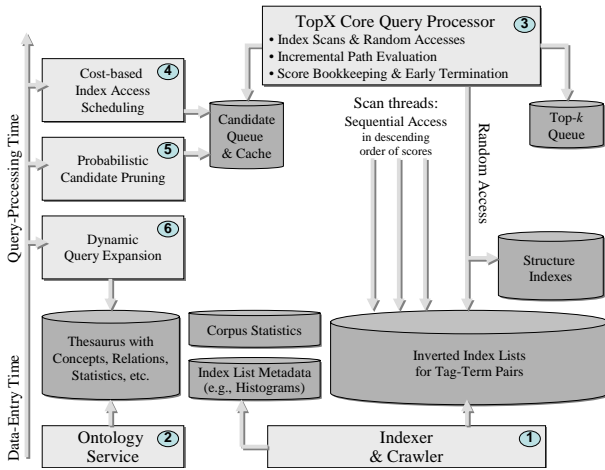 TopX Core Query Processor
3
• Index Scans & Random Accesses
• Incremental Path Evaluation
• Score Bookkeeping & Early Termination
4
Cost-based
Index Access
Scheduling
Candidate
Queue
& Cache
Scan threads:
Sequential Access
in descending
order of scores
Random Access
Top-k
Queue
5
Probabilistic
Candidate Pruning
6
Dynamic
Query Expansion
Structure
Indexes
Thesaurus with
Concepts, Relations,
Statistics, etc.
Corpus Statistics
Index List Metadata
(e.g., Histograms)
Inverted Index Lists
for Tag-Term Pairs
Ontology
Service
2
Indexer
& Crawler
1
Query-Prccessing Time
Data-Entry Time